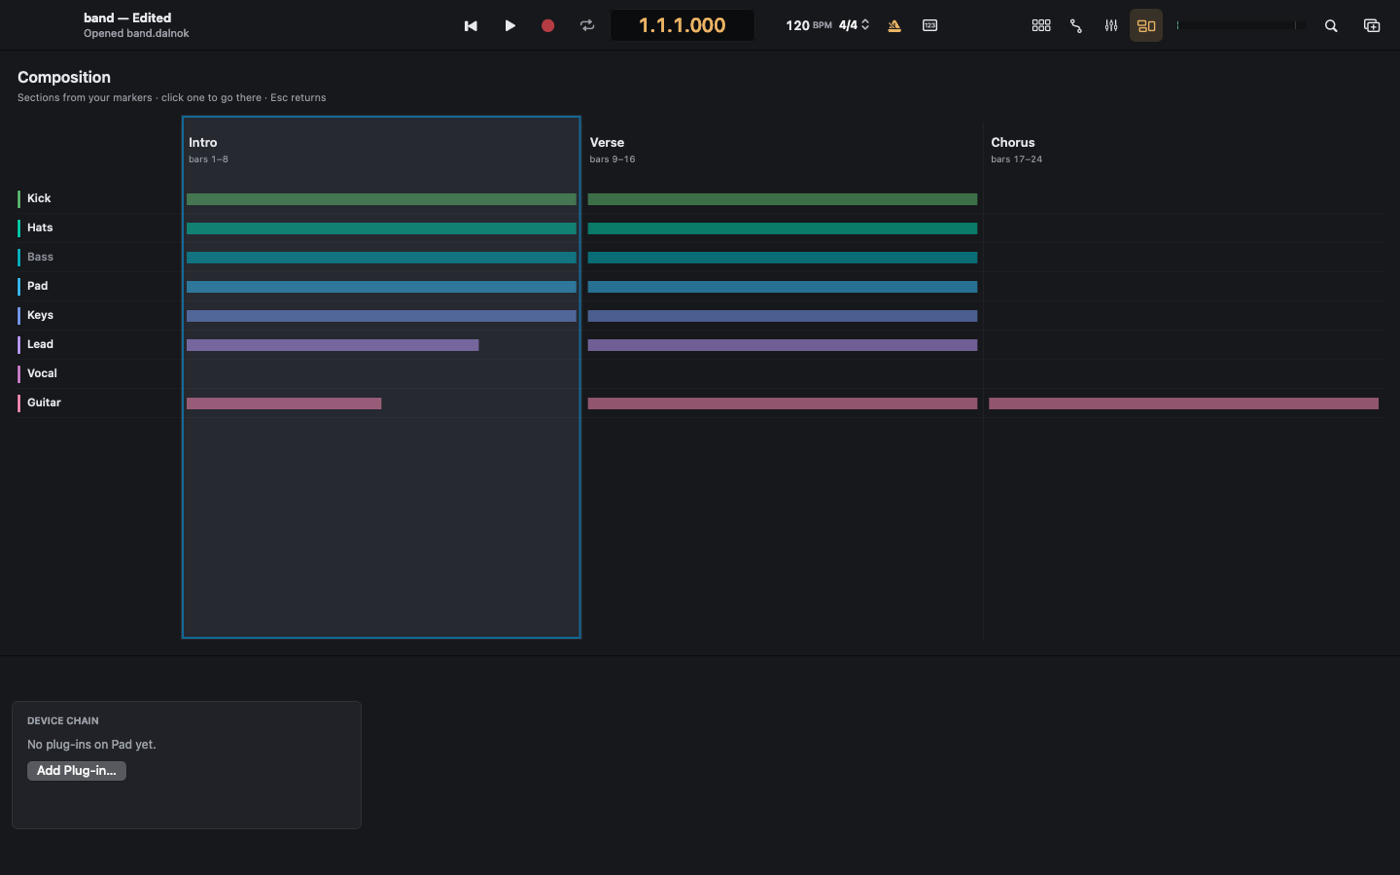 band — Edited
Opened band.dalnok
1.1.1.000
120 BPM 4/4
123
Composition
Sections from your markers · click one to go there · Esc returns
Intro
bars 1–8
Verse
bars 9–16
Chorus
bars 17–24
Kick
Hats
Bass
Pad
Keys
Lead
Vocal
Guitar
DEVICE CHAIN
No plug-ins on Pad yet.
Add Plug-in...